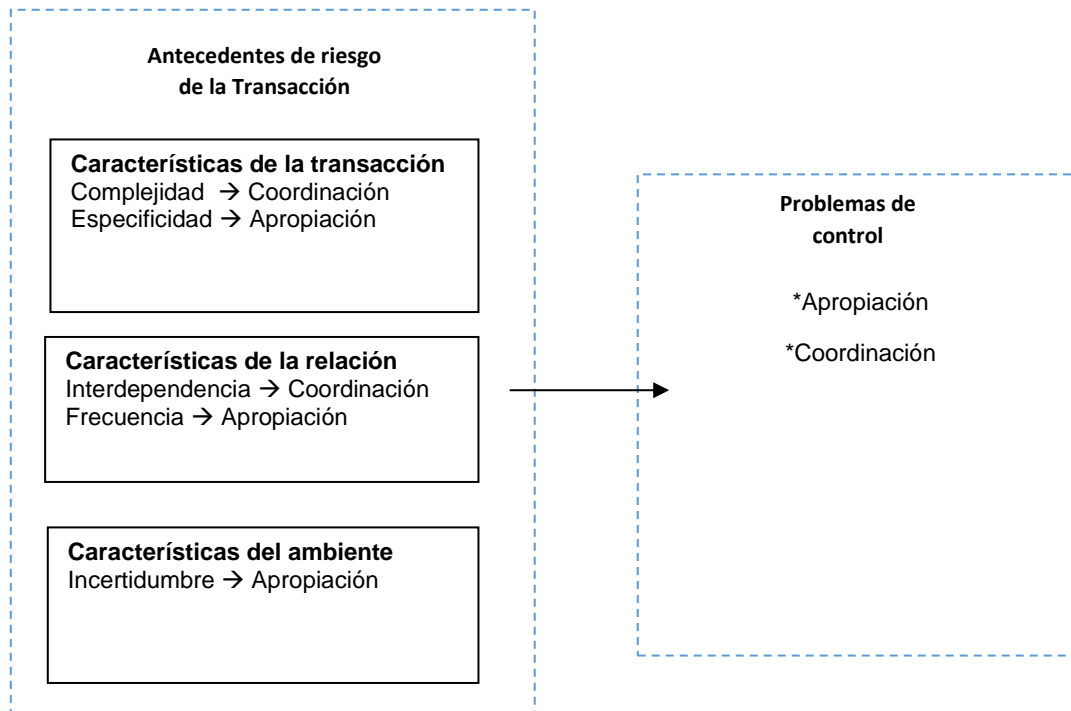 Antecedentes de riesgo
de la Transacción
Características de la transacción
Complejidad → Coordinación
Especificidad → Apropiación
Características de la relación
Interdependencia → Coordinación
Frecuencia → Apropiación
Características del ambiente
Incertidumbre → Apropiación
Problemas de
control
*Apropiación
*Coordinación